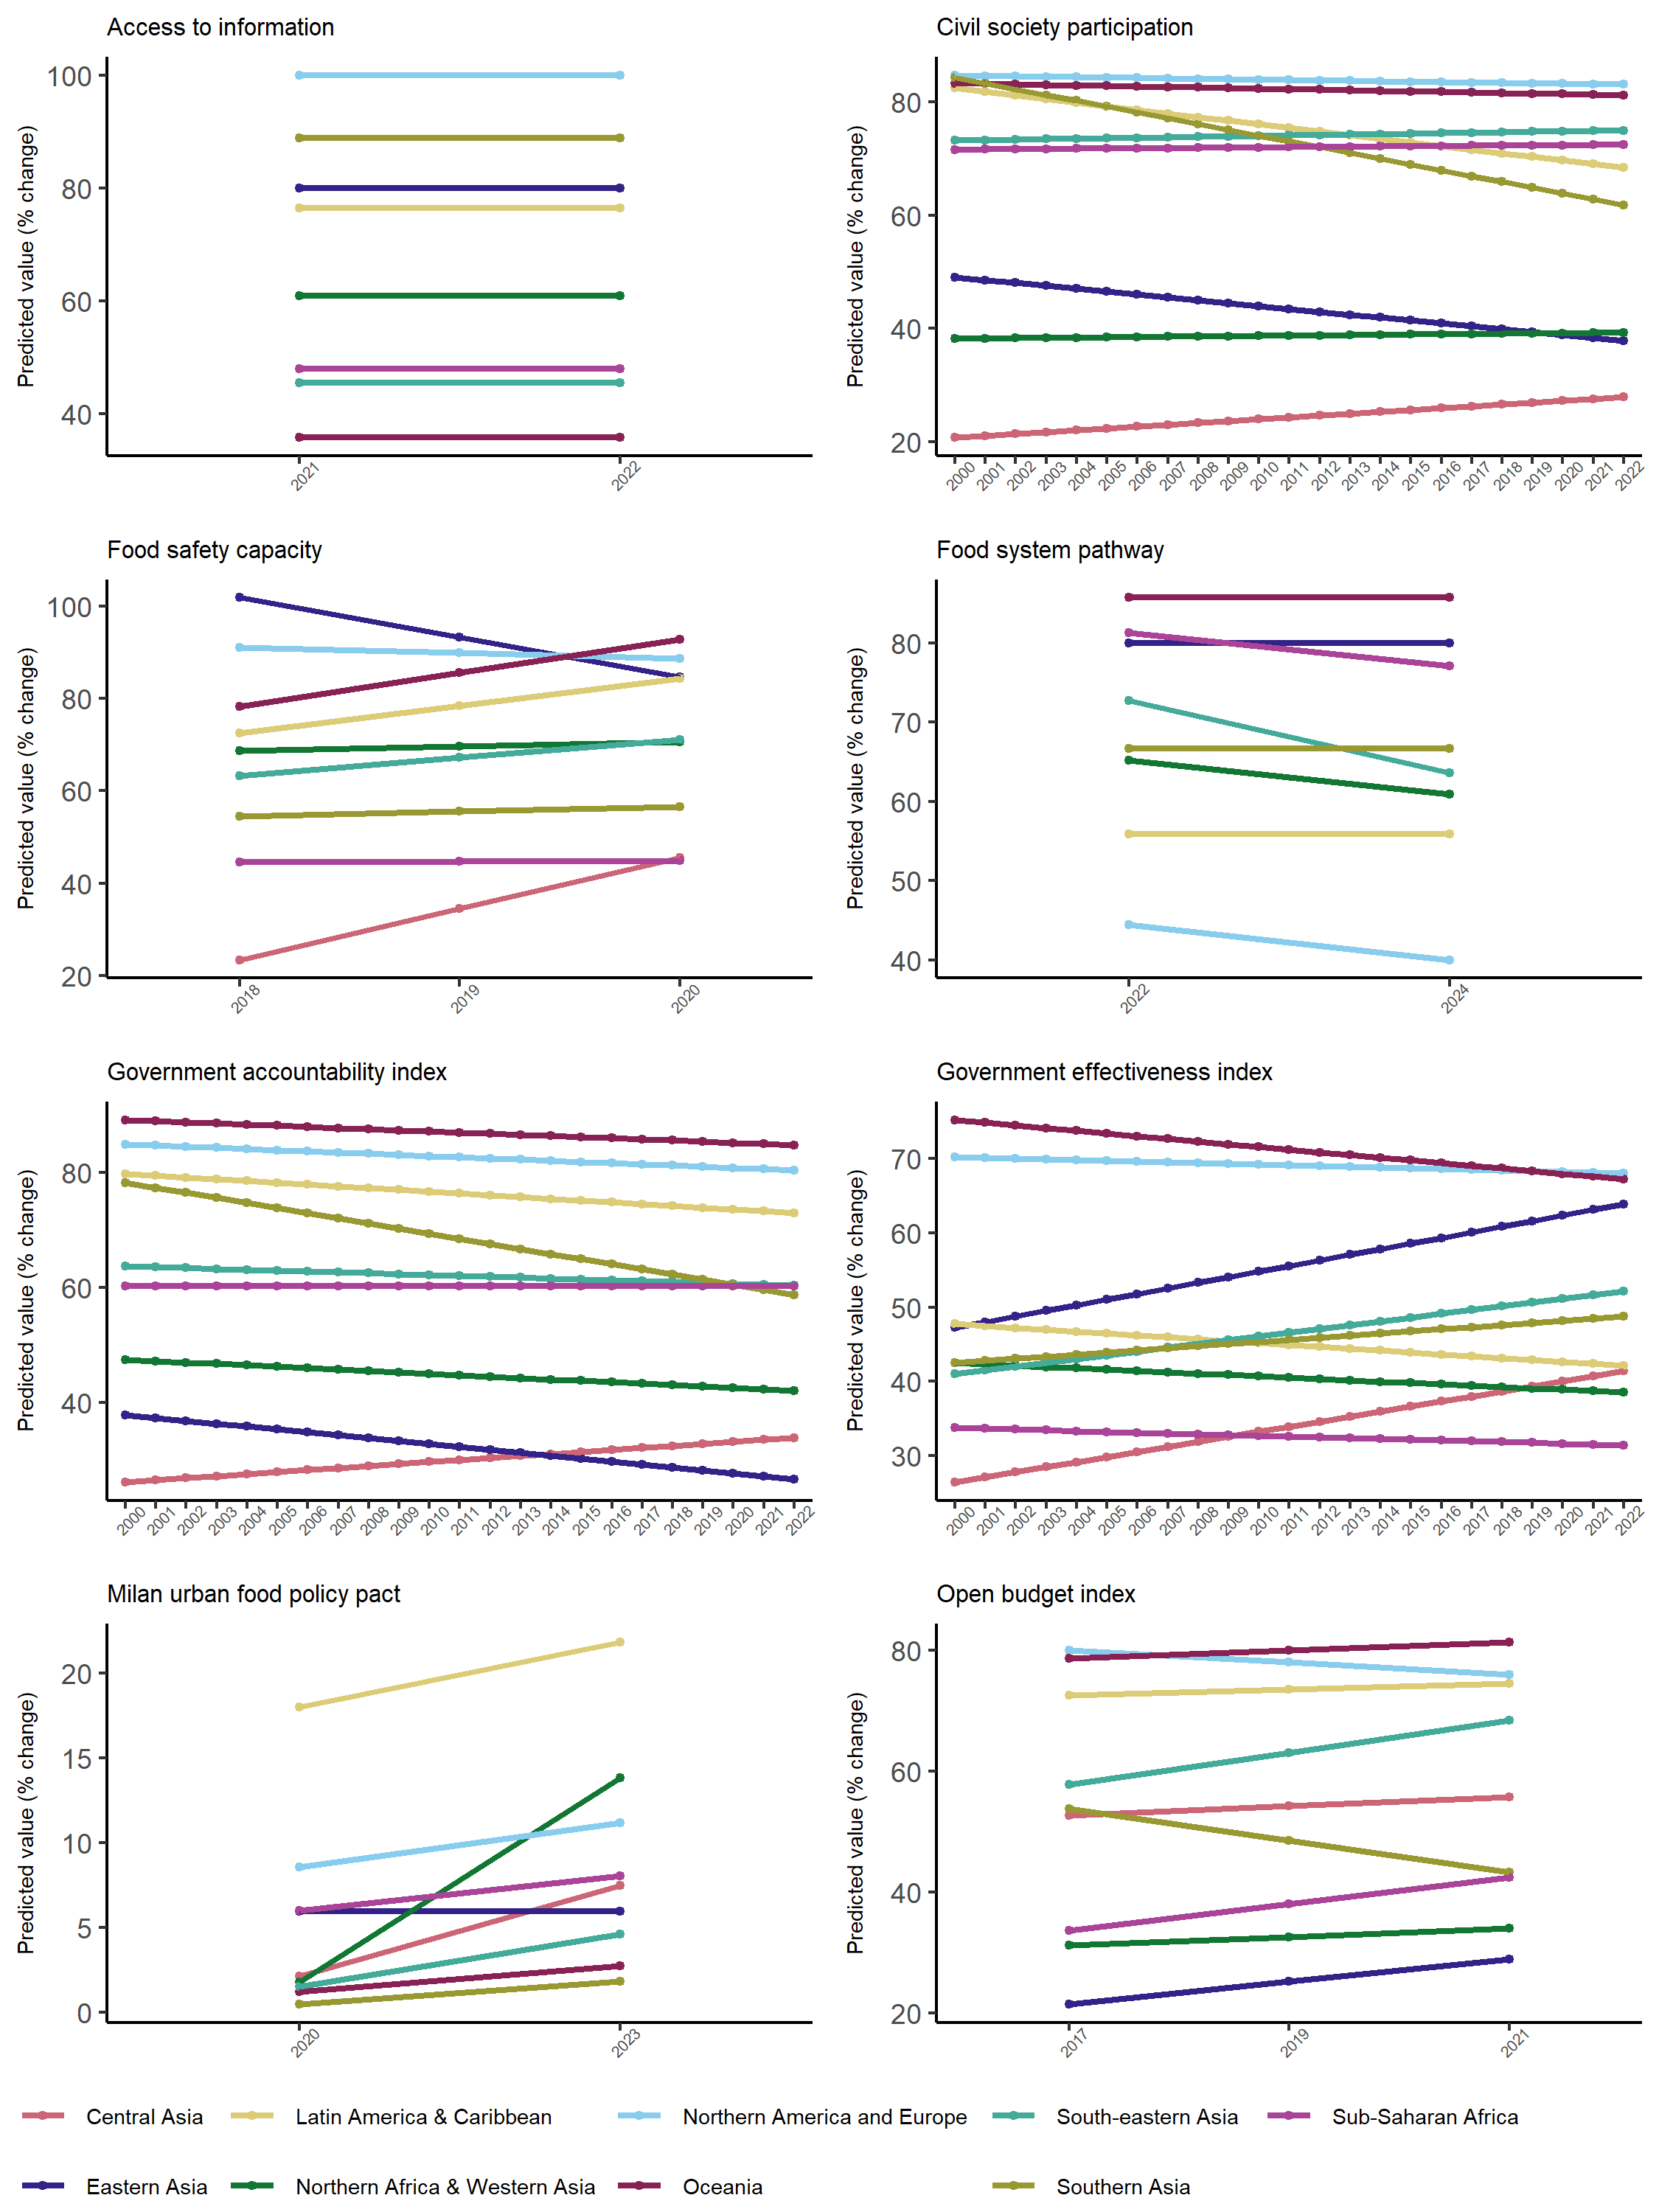 Access to information
Predicted value (% change)
100
80
60
40
2021 2022
Civil society participation
Predicted value (% change)
80
60
40
20
2000 2001 2002 2003 2004 2005 2006 2007 2008 2009 2010 2011 2012 2013 2014 2015 2016 2017 2018 2019 2020 2021 2022
Food safety capacity
Predicted value (% change)
100
80
60
40
20
2018 2019 2020
Food system pathway
Predicted value (% change)
80
70
60
50
40
2022 2024
Government accountability index
Predicted value (% change)
80
60
40
2000 2001 2002 2003 2004 2005 2006 2007 2008 2009 2010 2011 2012 2013 2014 2015 2016 2017 2018 2019 2020 2021 2022
Government effectiveness index
Predicted value (% change)
70
60
50
40
30
2000 2001 2002 2003 2004 2005 2006 2007 2008 2009 2010 2011 2012 2013 2014 2015 2016 2017 2018 2019 2020 2021 2022
Milan urban food policy pact
Predicted value (% change)
20
15
10
5
0
2020 2023
Open budget index
Predicted value (% change)
80
60
40
20
2017 2019 2021
Central Asia Latin America & Caribbean Northern America and Europe South-eastern Asia Sub-Saharan Africa
Eastern Asia Northern Africa & Western Asia Oceania Southern Asia